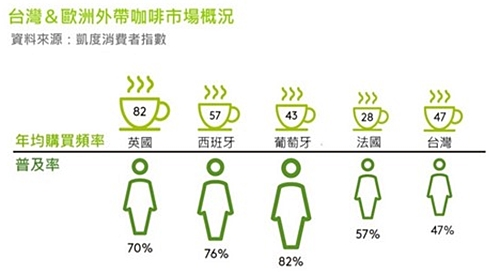 台灣＆歐洲外帶咖啡市場概況
資料來源：凱度消費者指數
82 57 43 28 47
年均購買頻率 英國 西班牙 葡萄牙 法國 台灣
普及率
70% 76% 82% 57% 47%